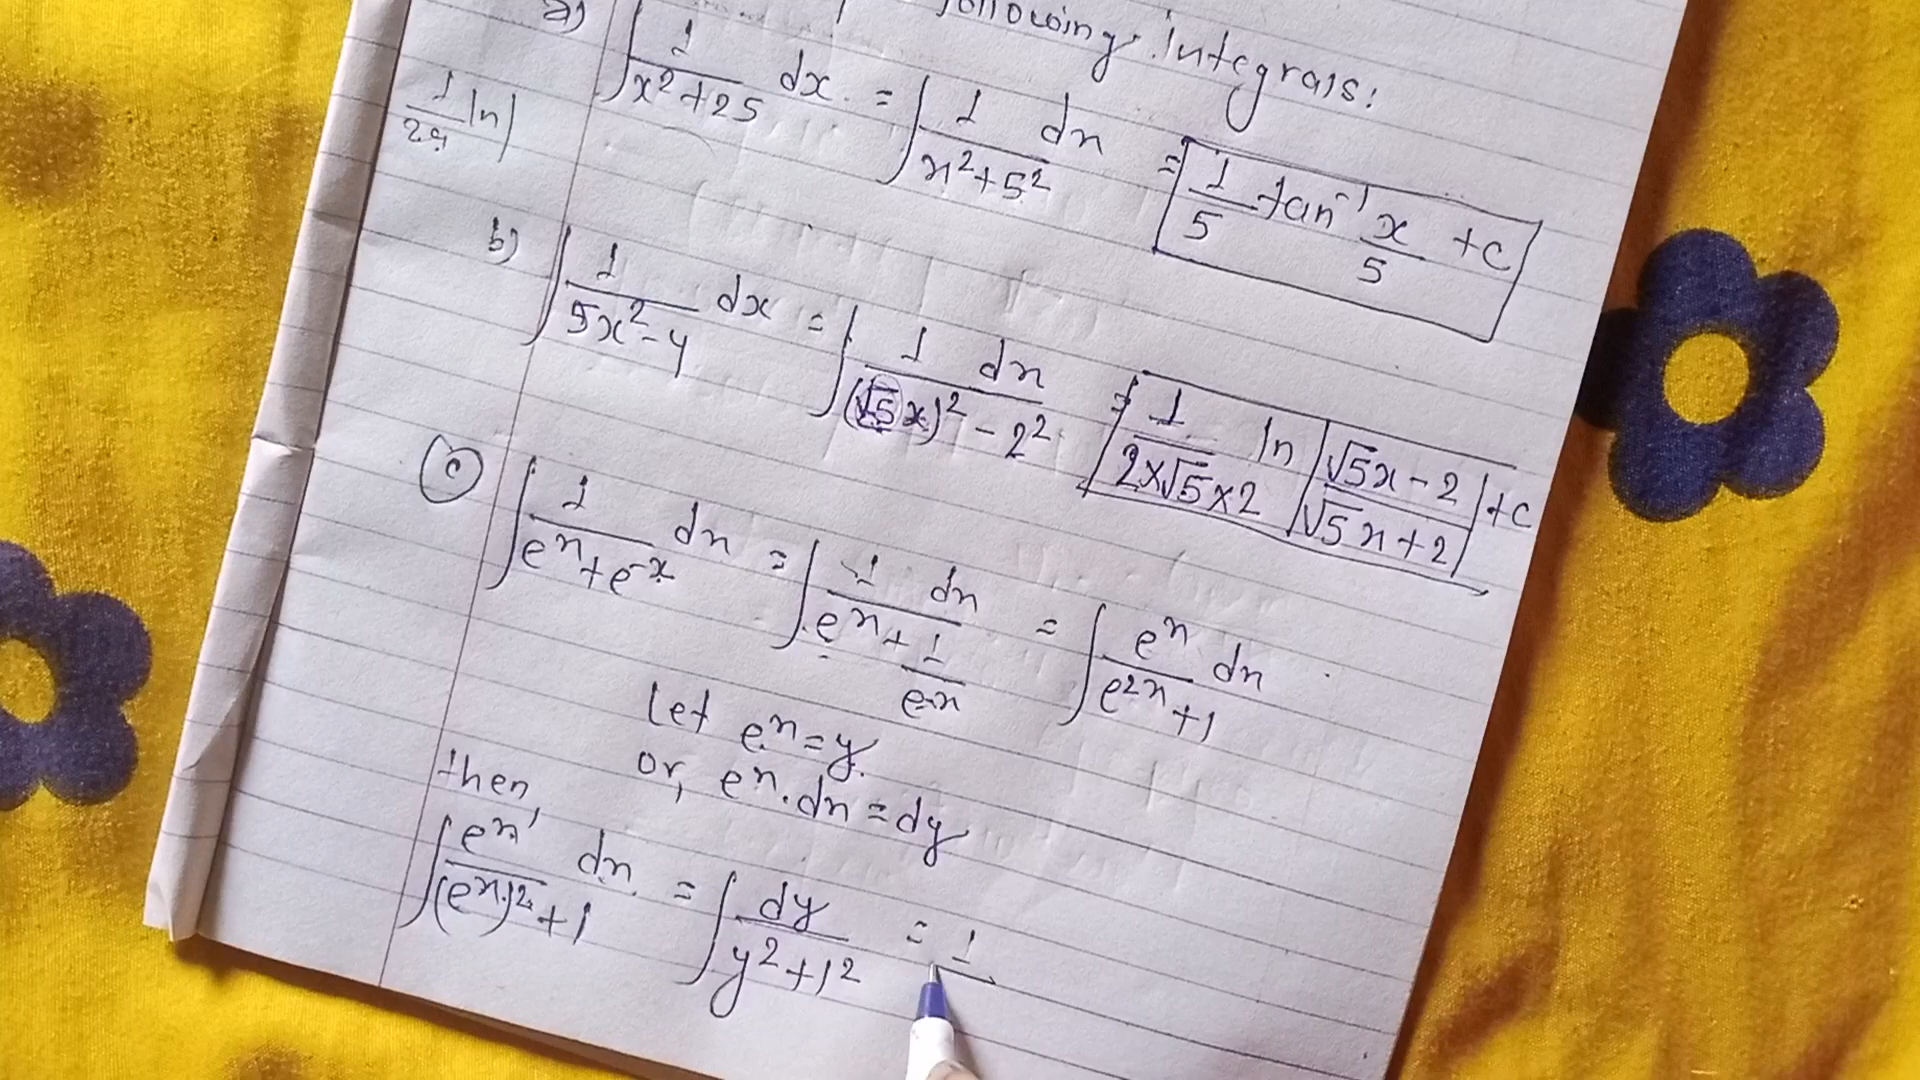 following integrals:
a) ∫ 1/(x²+25) dx = ∫ 1/(x²+5²) dx = 1/5 tan⁻¹ x/5 + c
1/2a ln|
b) ∫ 1/(5x²-4) dx = ∫ 1/((√5x)²-2²) dx = 1/(2×√5×2) ln |(√5x-2)/(√5x+2)| + c
c) ∫ 1/(eˣ+e⁻ˣ) dx = ∫ 1/(eˣ+1/eˣ) dx = ∫ eˣ/(e²ˣ+1) dx
Let eˣ=y.
or, eˣ.dx=dy
then,
∫ eˣ/((eˣ)²+1) dx = ∫ dy/(y²+1²) = 1